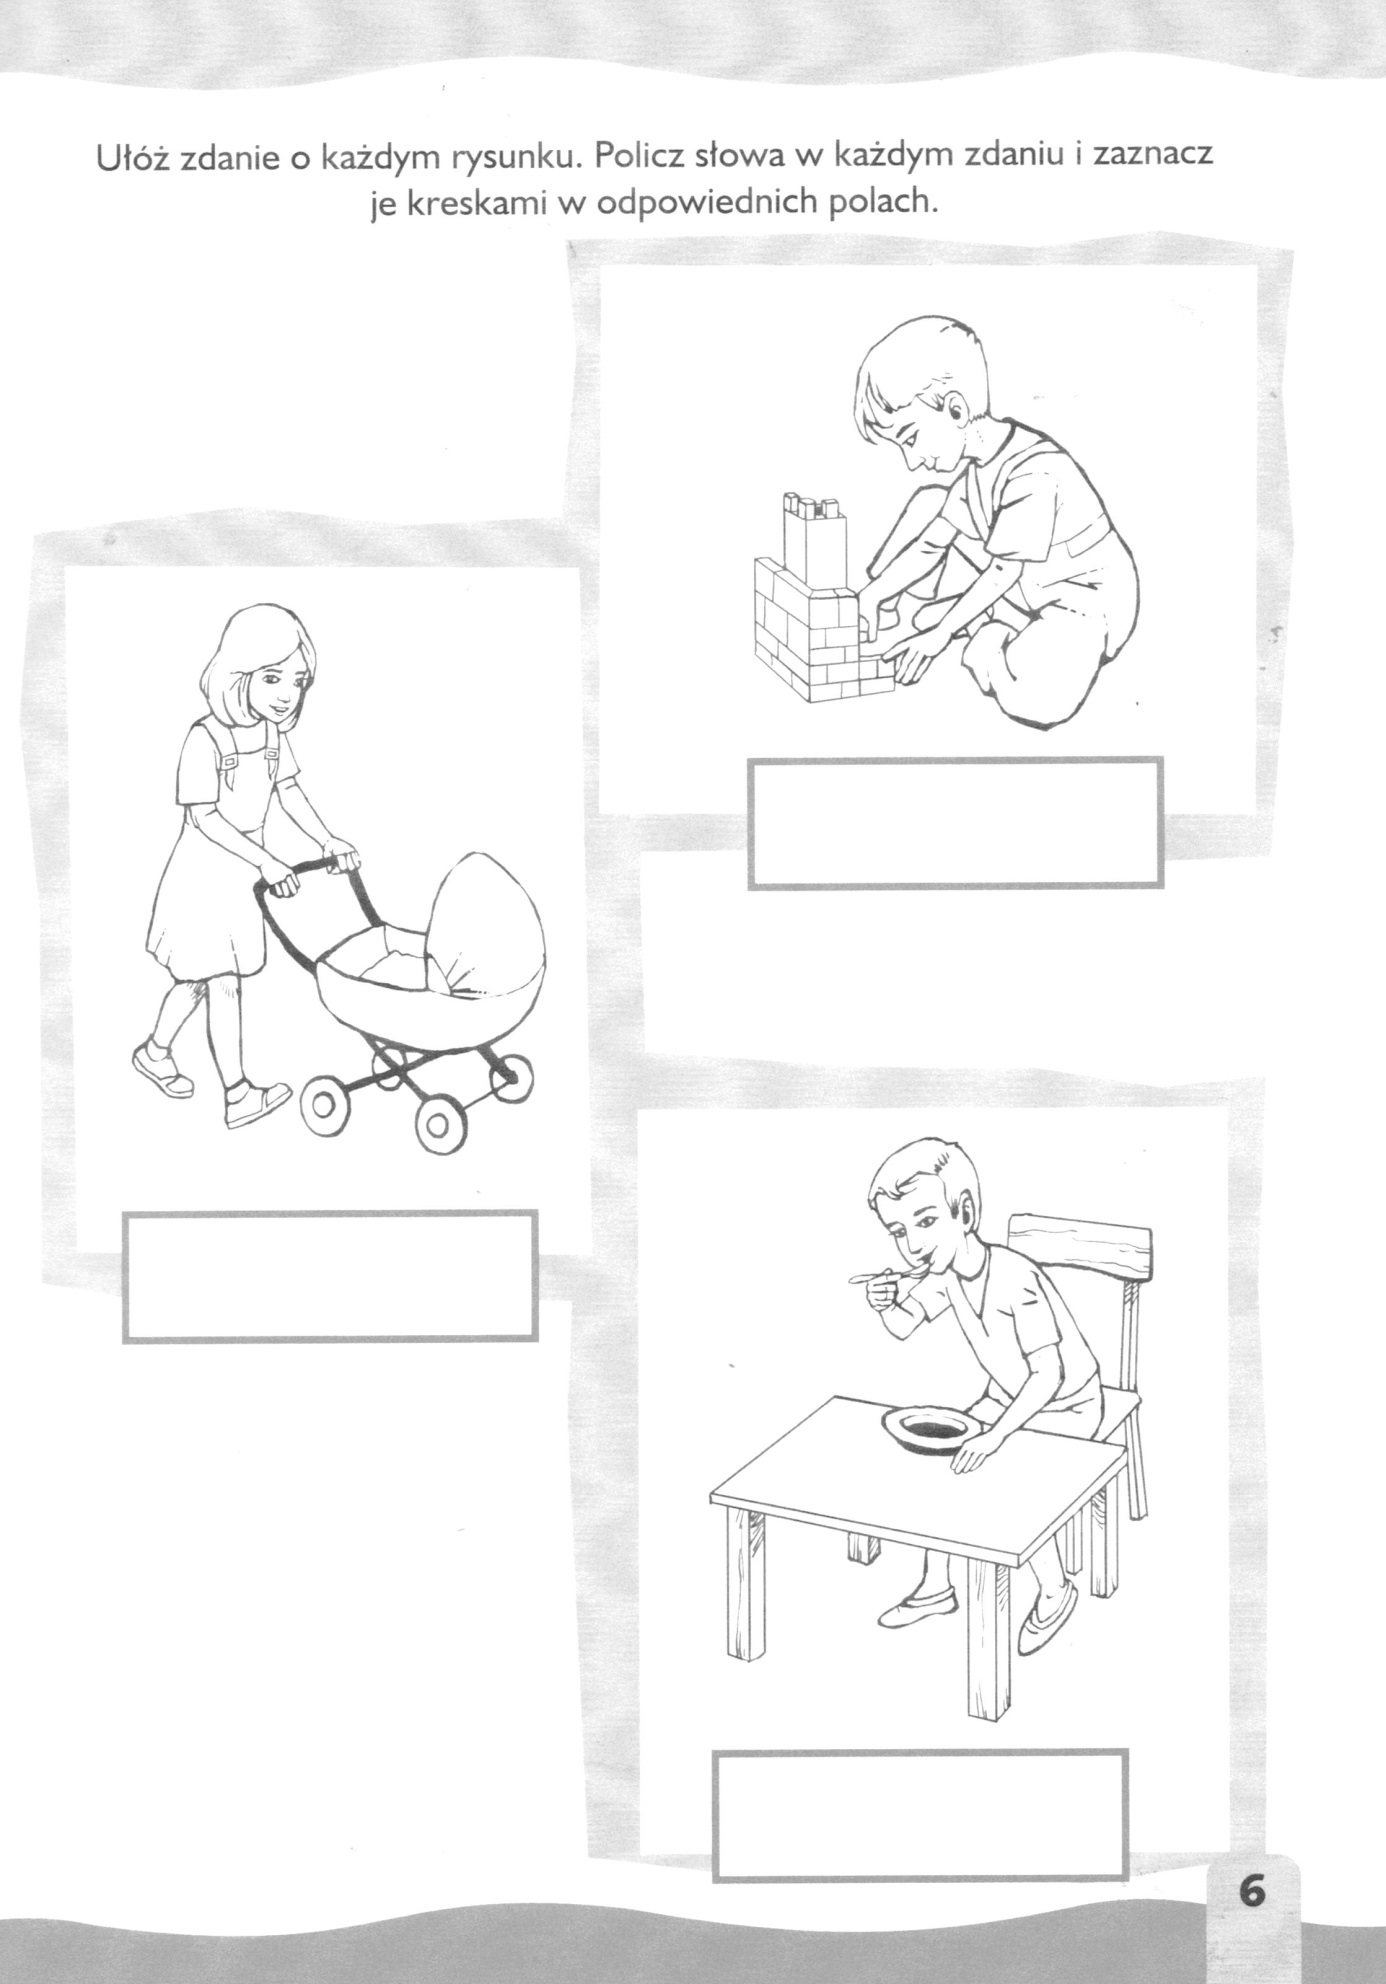 Ułóż zdanie o każdym rysunku. Policz słowa w każdym zdaniu i zaznacz
je kreskami w odpowiednich polach.
6